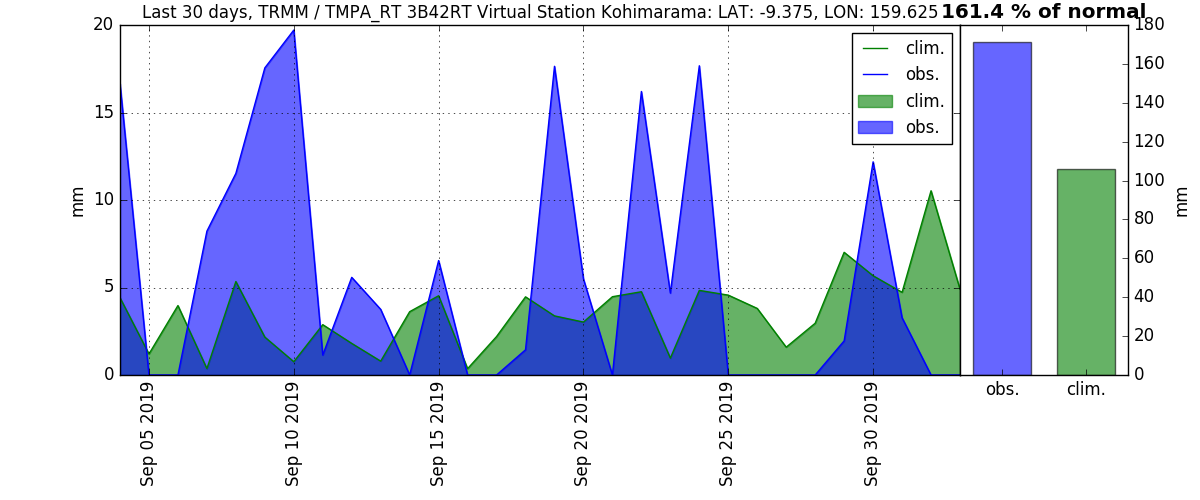 Last 30 days, TRMM / TMPA_RT 3B42RT Virtual Station Kohimarama: LAT: -9.375, LON: 159.625 161.4 % of normal
20
15
10
5
0
mm
clim.
obs.
clim.
obs.
180
160
140
120
100
80
60
40
20
0
mm
Sep 05 2019
Sep 10 2019
Sep 15 2019
Sep 20 2019
Sep 25 2019
Sep 30 2019
obs.
clim.